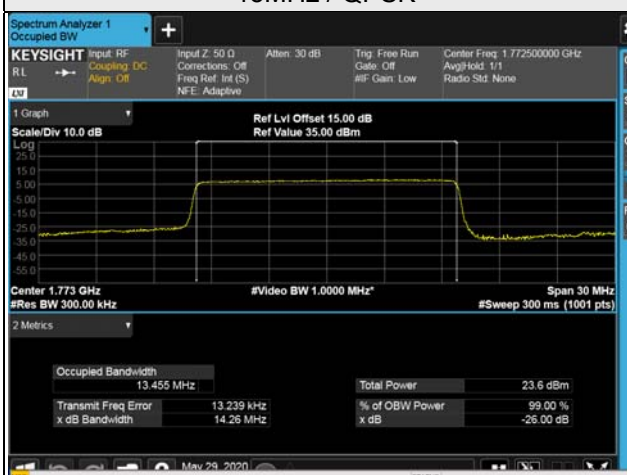 Spectrum Analyzer 1
Occupied BW
KEYSIGHT
RL
LXI
Input: RF
Coupling: DC
Align: Off
Input Z: 50 Ω
Corrections: Off
Freq Ref: Int (S)
NFE: Adaptive
Atten: 30 dB
Trig: Free Run
Gate: Off
#IF Gain: Low
Center Freq: 1.772500000 GHz
Avg|Hold: 1/1
Radio Std: None
1 Graph
Scale/Div 10.0 dB
Ref Lvl Offset 15.00 dB
Ref Value 35.00 dBm
Log
25.0
15.0
5.00
-5.00
-15.0
-25.0
-35.0
-45.0
-55.0
Center 1.773 GHz
#Res BW 300.00 kHz
#Video BW 1.0000 MHz*
Span 30 MHz
#Sweep 300 ms (1001 pts)
2 Metrics
Occupied Bandwidth
13.455 MHz
Total Power 23.6 dBm
Transmit Freq Error 13.239 kHz
% of OBW Power 99.00 %
x dB Bandwidth 14.26 MHz
x dB -26.00 dB
May 29, 2020